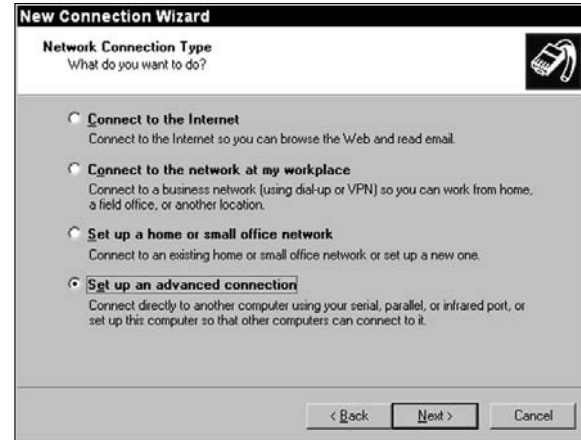 New Connection Wizard
Network Connection Type
What do you want to do?
Connect to the Internet
Connect to the Internet so you can browse the Web and read email.
Connect to the network at my workplace
Connect to a business network (using dial-up or VPN) so you can work from home,
a field office, or another location.
Set up a home or small office network
Connect to an existing home or small office network or set up a new one.
Set up an advanced connection
Connect directly to another computer using your serial, parallel, or infrared port, or
set up this computer so that other computers can connect to it.
< Back Next > Cancel